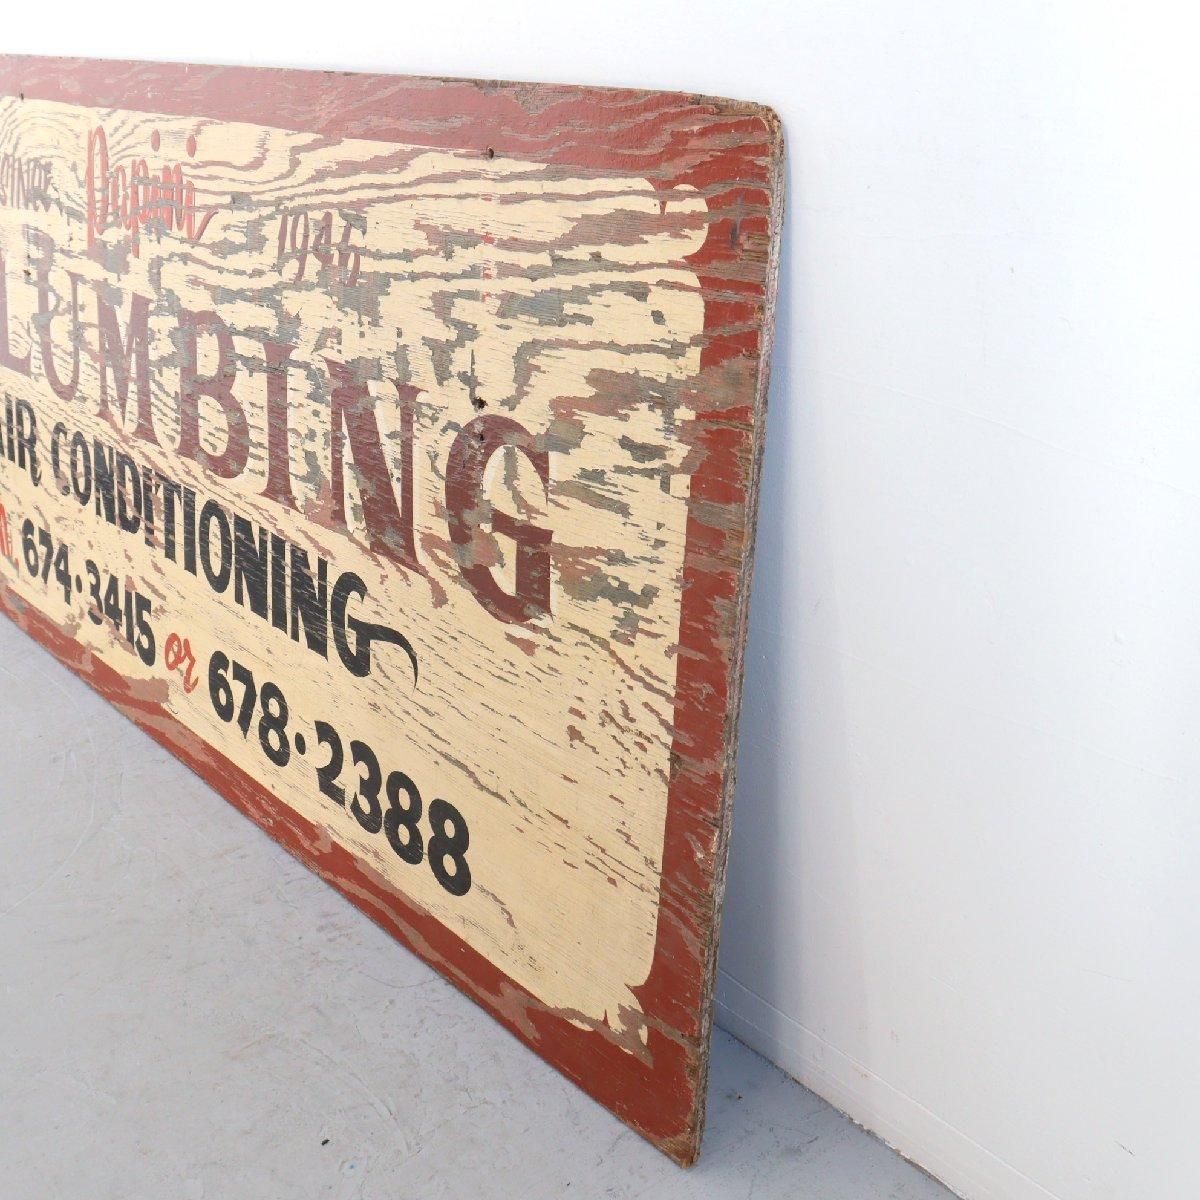 Papini 1946
LUMBING
AIR CONDITIONING
674·3415 or 678·2388